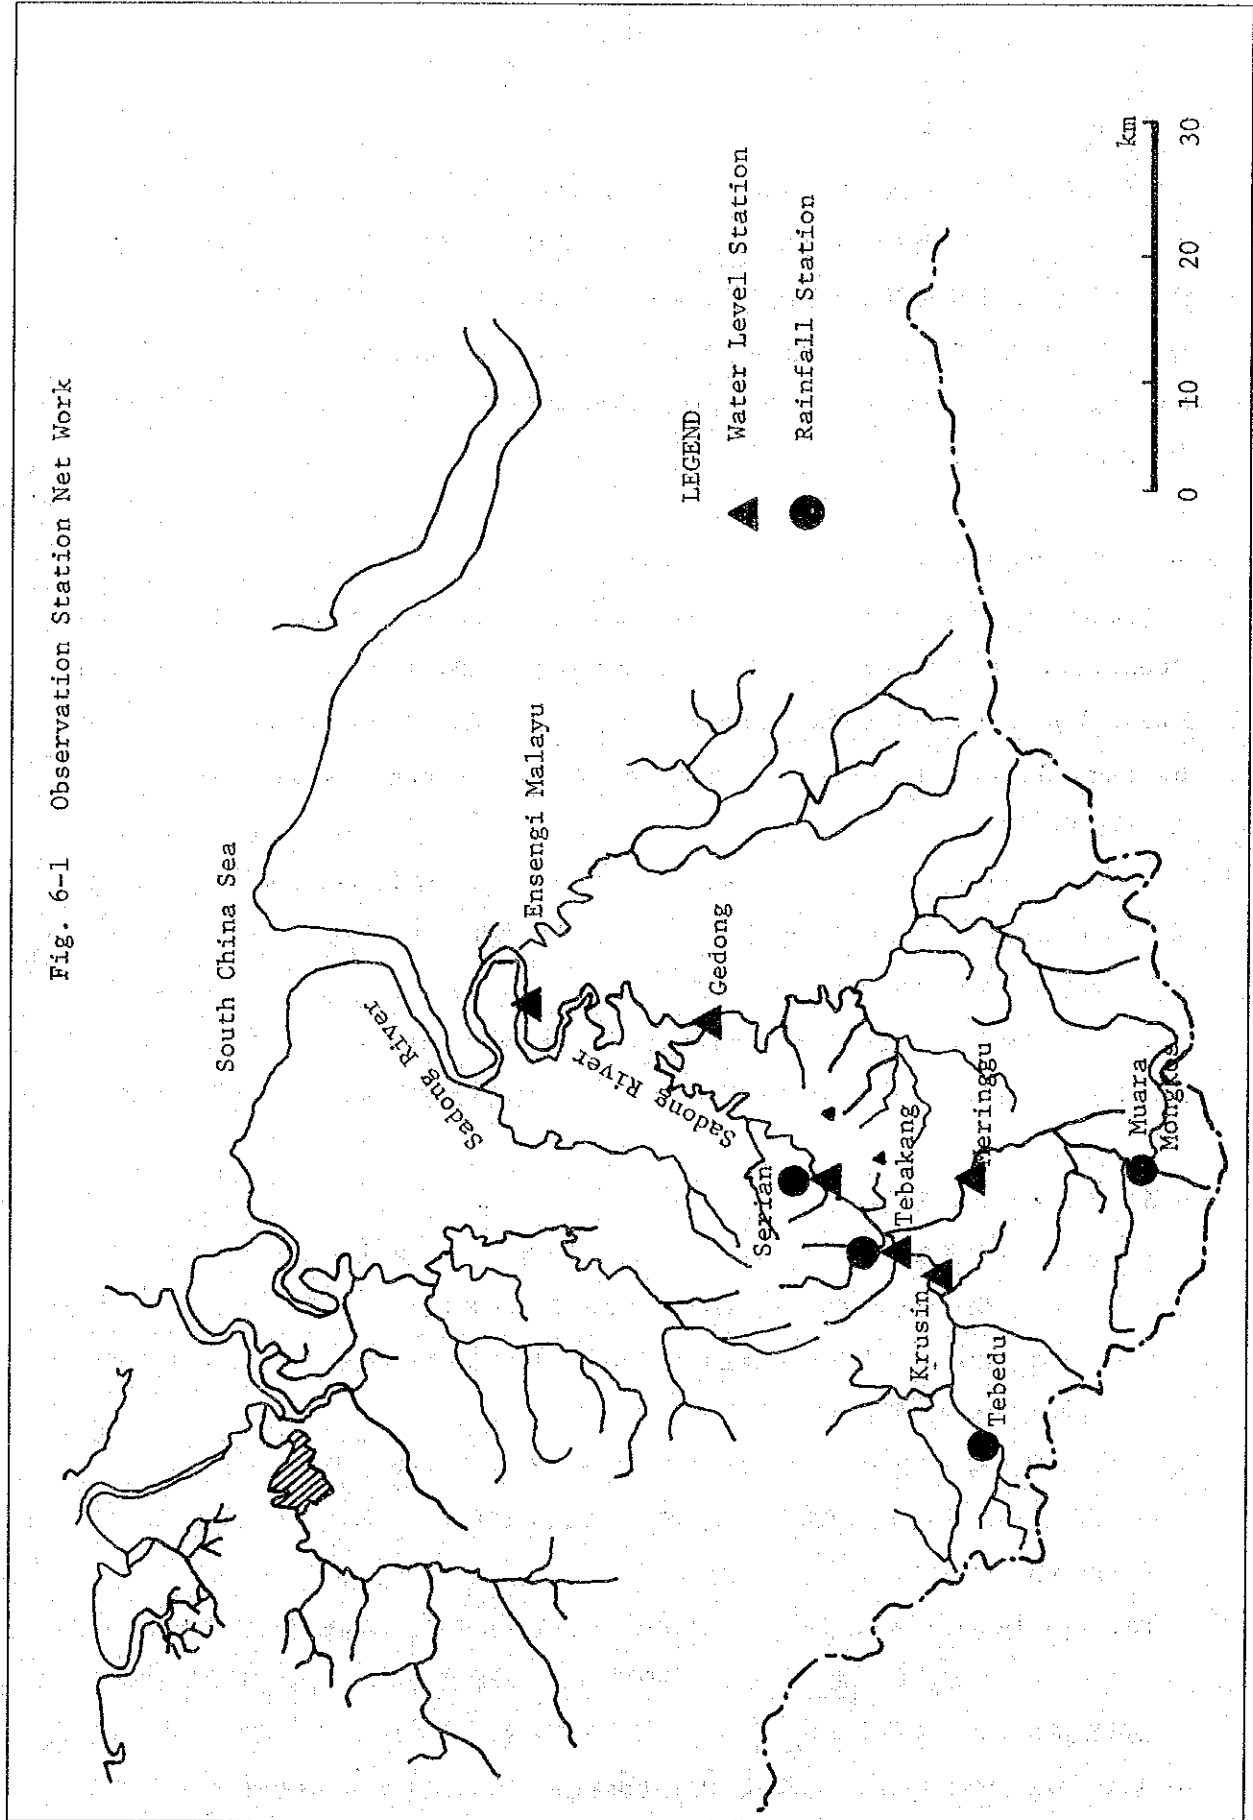 Fig. 6-1 Observation Station Net Work
South China Sea
Sadong River
Ensengi Malayu
Sadong River
Gedong
Serian
Tebakang
Krusin
Meringgu
Tebedu
Muara
Mongkos
LEGEND
Water Level Station
Rainfall Station
km
0 10 20 30